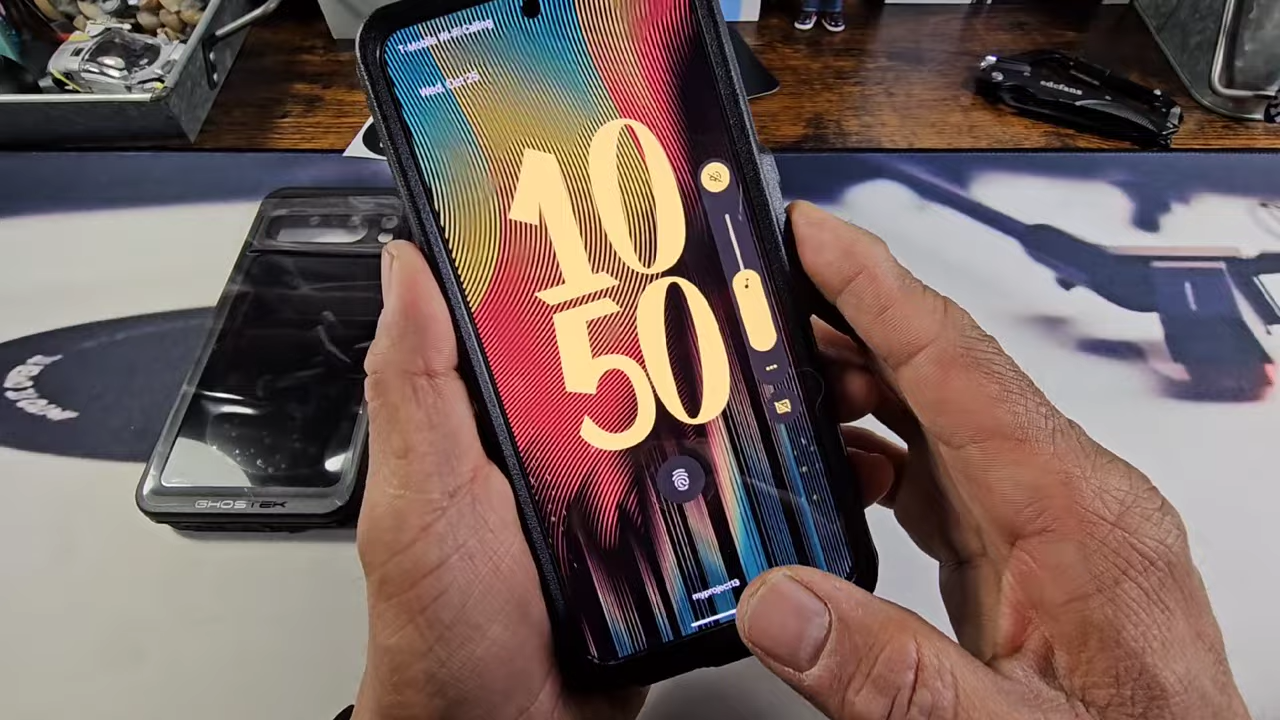 T-Mobile Wi-Fi Calling
Wed, Oct 25
10
50
myproject13
GHOSTEK